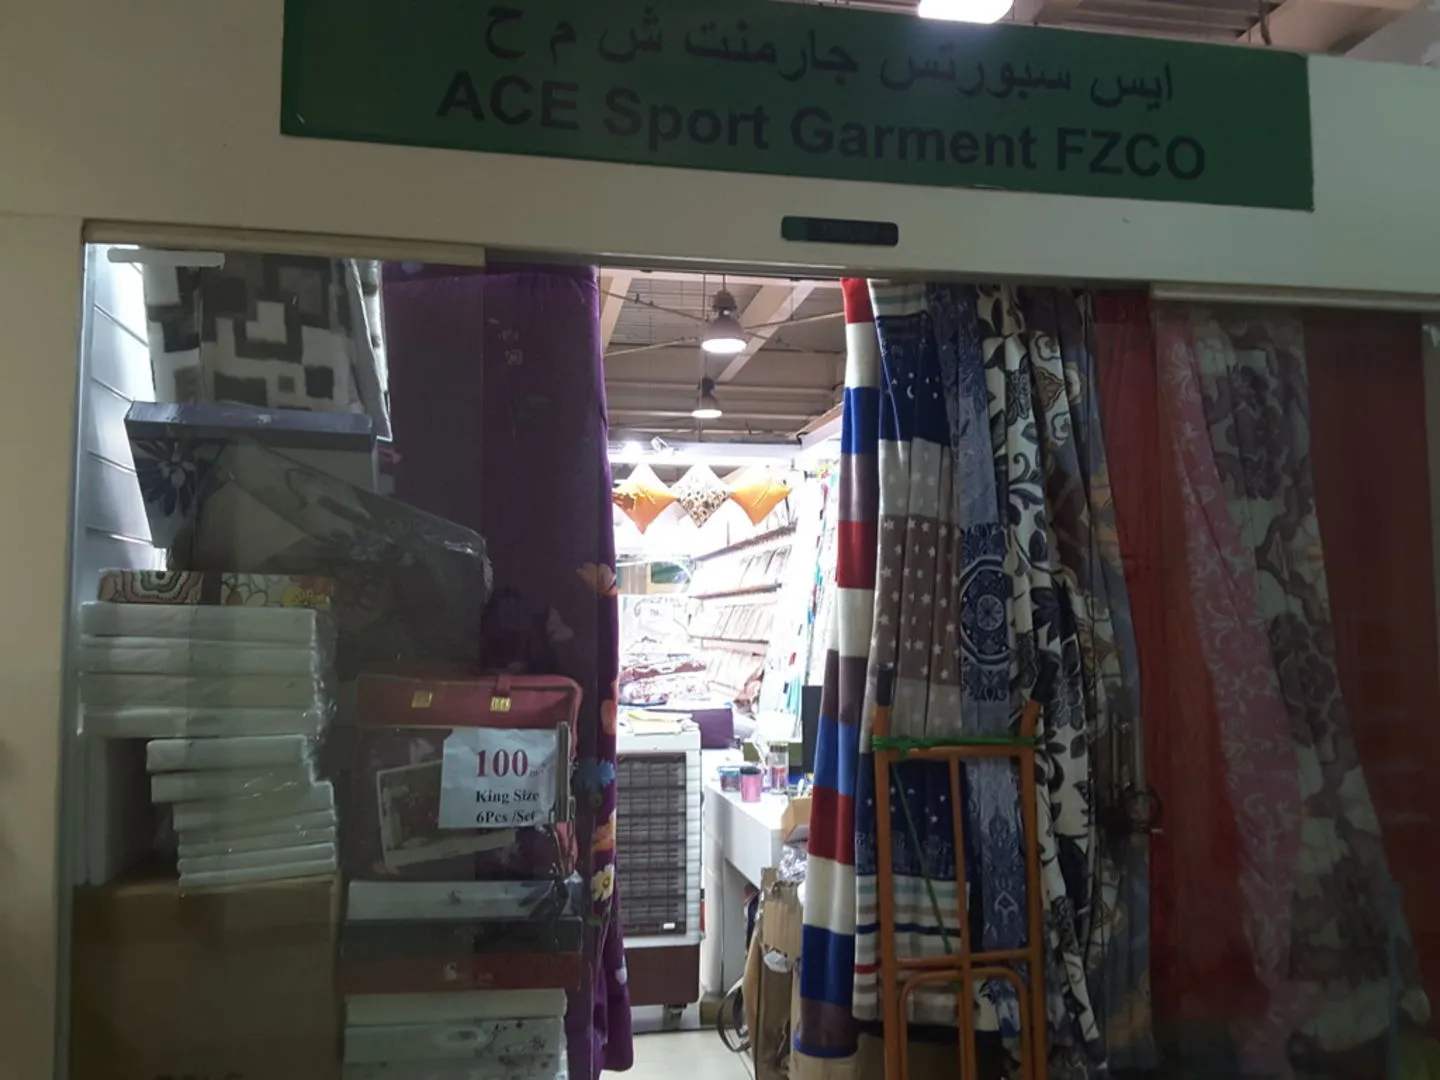 ايس سبورتس جارمنت ش م ح
ACE Sport Garment FZCO
100
King Size
6Pcs /Set